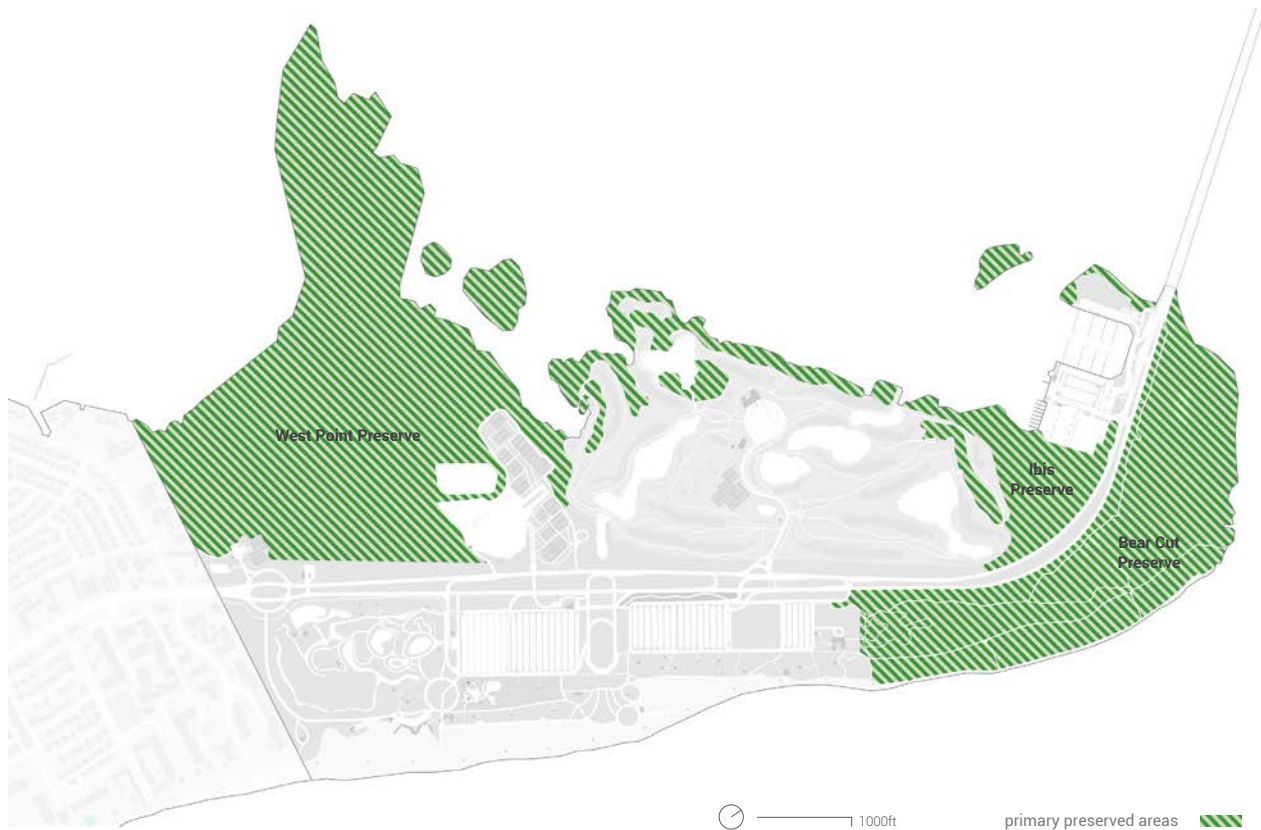 West Point Preserve
Ibis
Preserve
Bear Cut
Preserve
1000ft
primary preserved areas